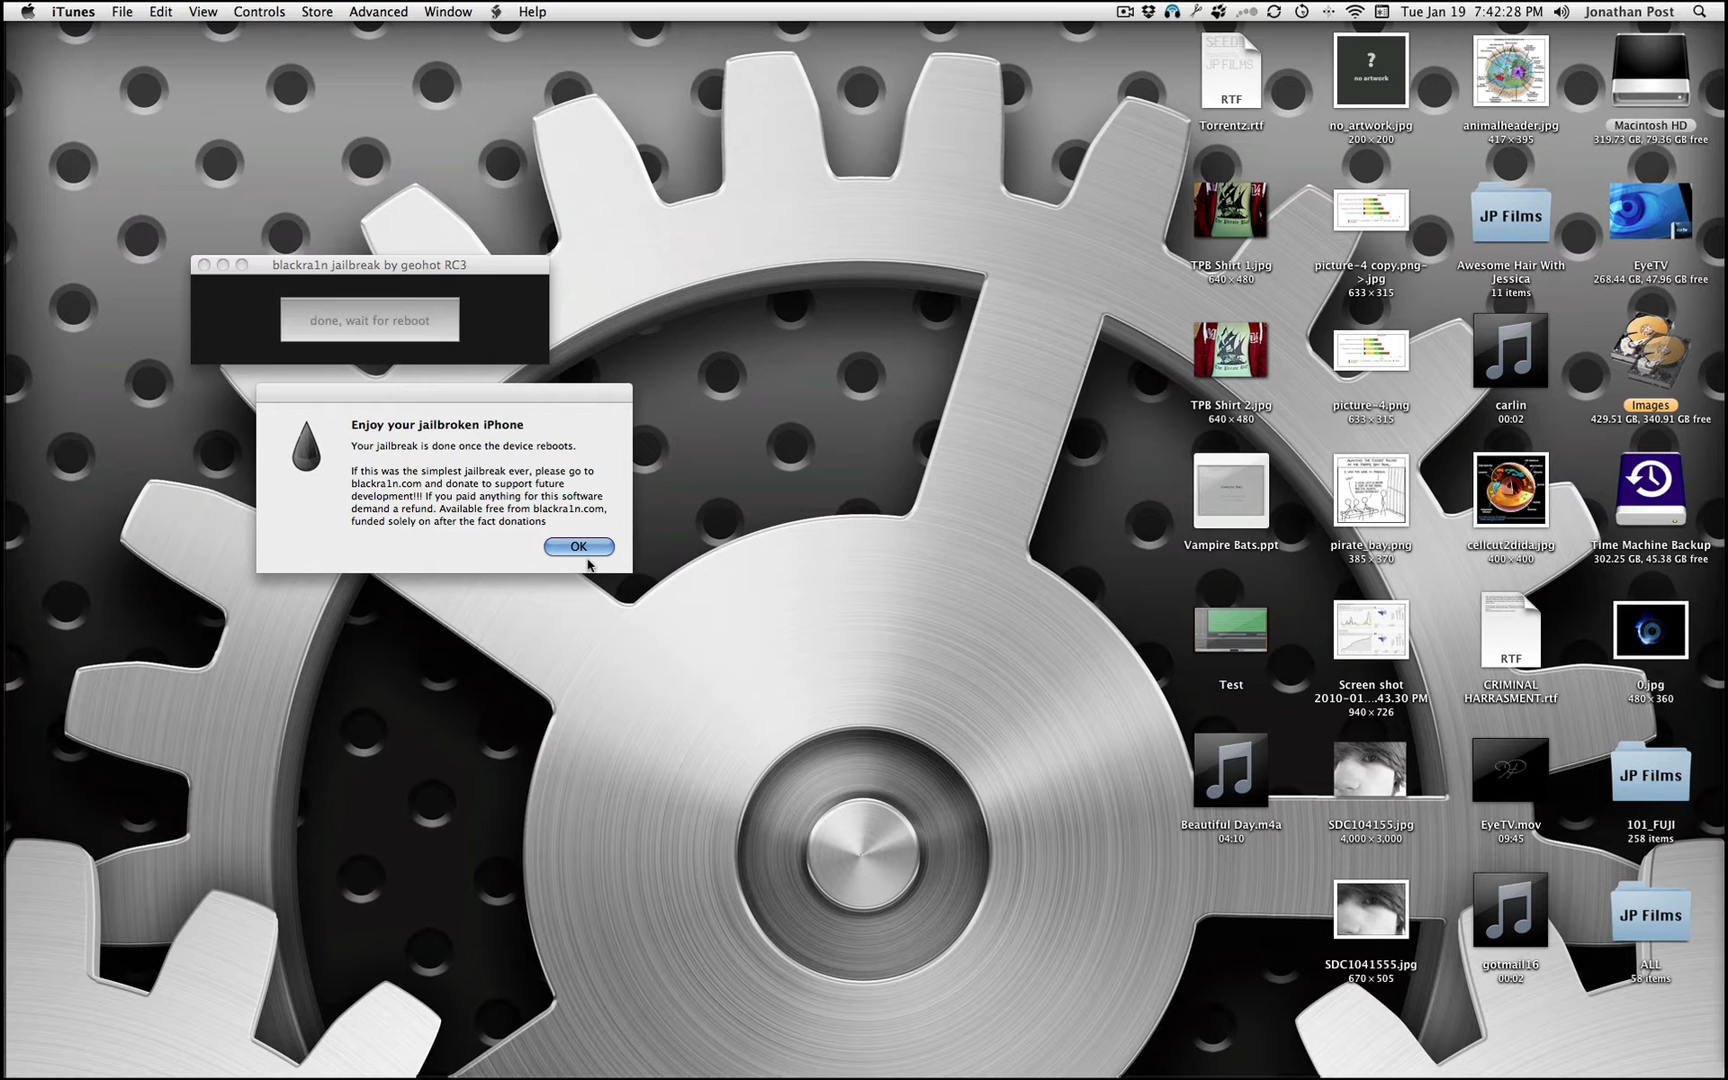 iTunes File Edit View Controls Store Advanced Window Help
Tue Jan 19 7:42:28 PM Jonathan Post
blackra1n jailbreak by geohot RC3
done, wait for reboot
Enjoy your jailbroken iPhone
Your jailbreak is done once the device reboots.
If this was the simplest jailbreak ever, please go to
blackra1n.com and donate to support future
development!!! If you paid anything for this software
demand a refund. Available free from blackra1n.com,
funded solely on after the fact donations
OK
SEED
JP FILMS
RTF
Torrentz.rtf
?
no artwork
no_artwork.jpg
200×200
animalheader.jpg
417×395
Macintosh HD
319.73 GB, 79.36 GB free
TPB Shirt 1.jpg
640×480
picture-4 copy.png-
>.jpg
633×315
JP Films
Awesome Hair With
Jessica
11 items
EyeTV
268.44 GB, 47.96 GB free
TPB Shirt 2.jpg
640×480
picture-4.png
633×315
carlin
00:02
Images
429.51 GB, 340.91 GB free
Vampire Bats.ppt
pirate_bay.png
385×370
cellcut2dida.jpg
400×400
Time Machine Backup
302.25 GB, 45.38 GB free
Test
Screen shot
2010-01....43.30 PM
940×726
RTF
CRIMINAL
HARRASMENT.rtf
0.jpg
480×360
Beautiful Day.m4a
04:10
SDC104155.jpg
4,000×3,000
EyeTV.mov
09:45
JP Films
101_FUJI
258 items
SDC1041555.jpg
670×505
gotmail16
00:02
JP Films
ALL
58 items